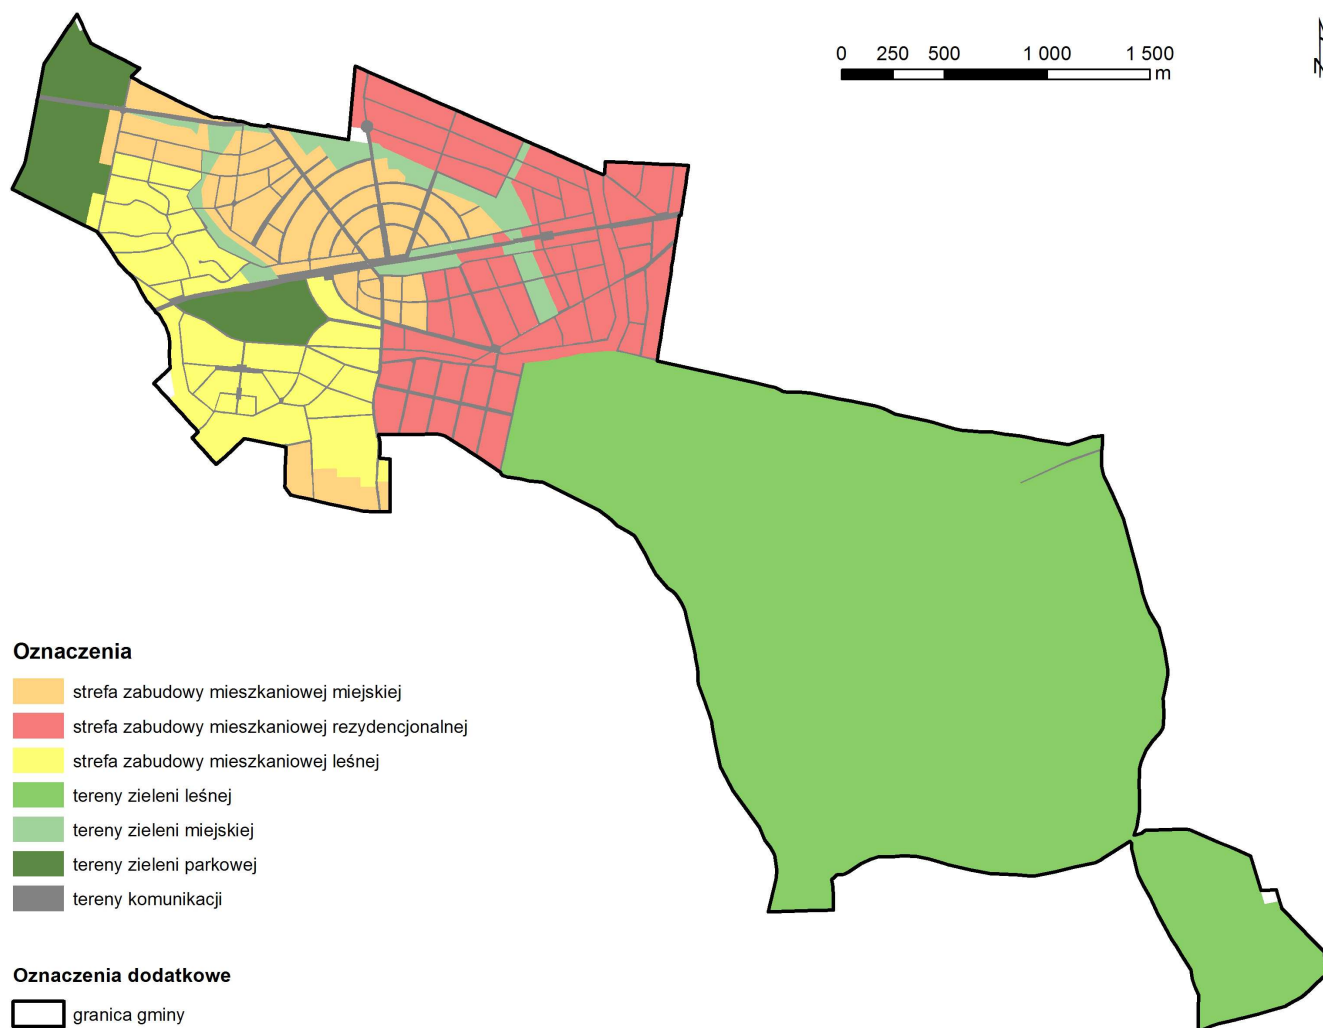 0 250 500 1 000 1 500
m
N
Oznaczenia
strefa zabudowy mieszkaniowej miejskiej
strefa zabudowy mieszkaniowej rezydencjonalnej
strefa zabudowy mieszkaniowej leśnej
tereny zieleni leśnej
tereny zieleni miejskiej
tereny zieleni parkowej
tereny komunikacji
Oznaczenia dodatkowe
granica gminy